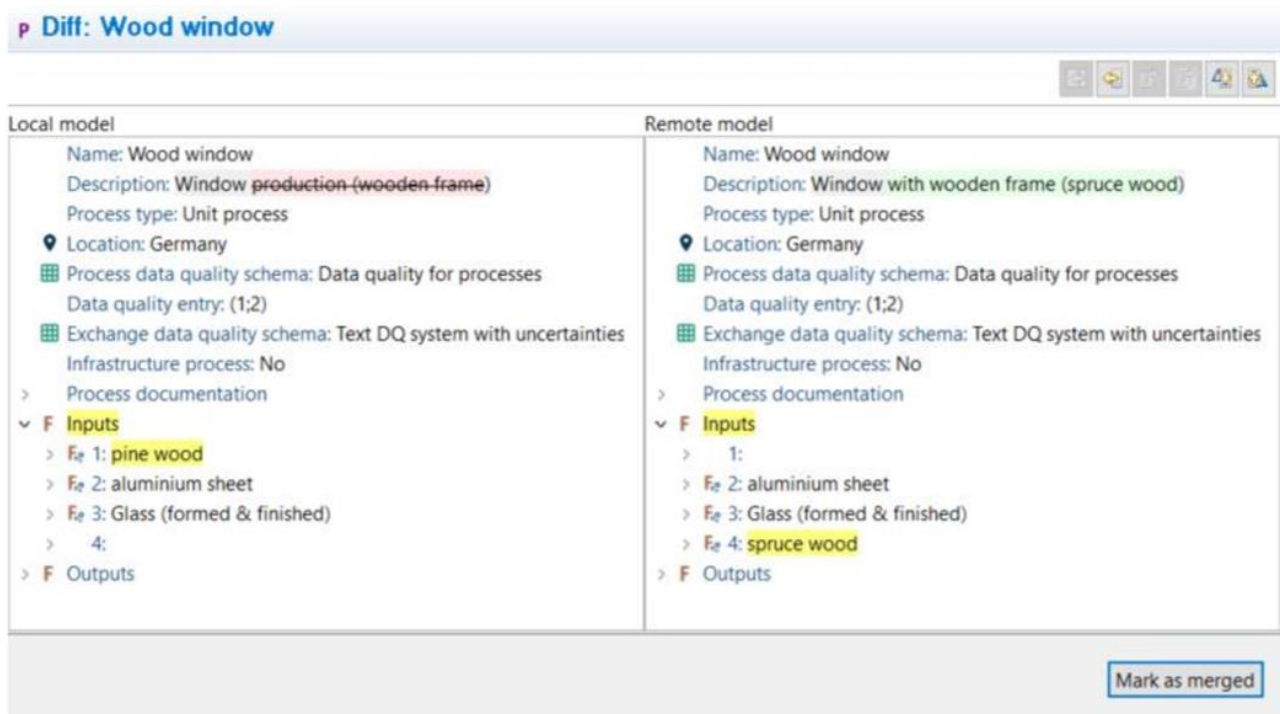 P Diff: Wood window
Local model
Name: Wood window
Description: Window production (wooden frame)
Process type: Unit process
Location: Germany
Process data quality schema: Data quality for processes
Data quality entry: (1;2)
Exchange data quality schema: Text DQ system with uncertainties
Infrastructure process: No
Process documentation
F Inputs
Fe 1: pine wood
Fe 2: aluminium sheet
Fe 3: Glass (formed & finished)
4:
F Outputs
Remote model
Name: Wood window
Description: Window with wooden frame (spruce wood)
Process type: Unit process
Location: Germany
Process data quality schema: Data quality for processes
Data quality entry: (1;2)
Exchange data quality schema: Text DQ system with uncertainties
Infrastructure process: No
Process documentation
F Inputs
1:
Fe 2: aluminium sheet
Fe 3: Glass (formed & finished)
Fe 4: spruce wood
F Outputs
Mark as merged